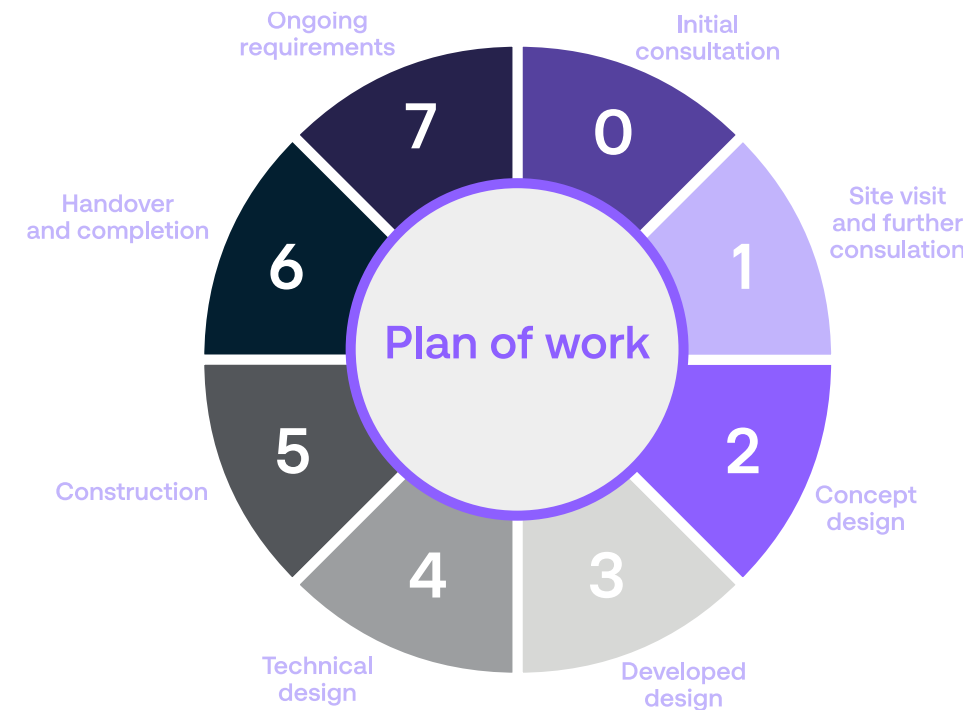 Ongoing
requirements
Initial
consultation
7
0
Handover
and completion
Site visit
and further
consulation
6
1
Plan of work
5
2
Construction
Concept
design
4
3
Technical
design
Developed
design